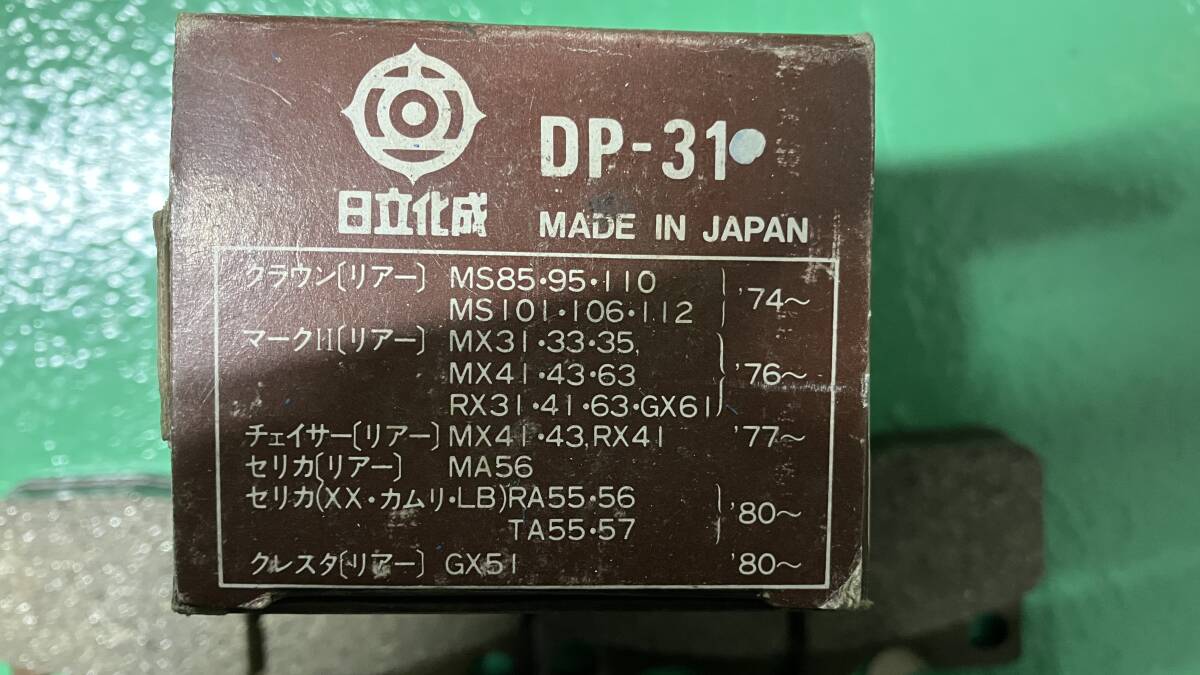 DP-31
日立化成 MADE IN JAPAN
クラウン〔リアー〕 MS85・95・110
MS101・106・112 '74〜
マークII〔リアー〕 MX31・33・35,
MX41・43・63 '76〜
RX31・41・63・GX61
チェイサー〔リアー〕 MX41・43, RX41 '77〜
セリカ〔リアー〕 MA56
セリカ(XX・カムリ・LB) RA55・56 '80〜
TA55・57
クレスタ〔リアー〕 GX51 '80〜